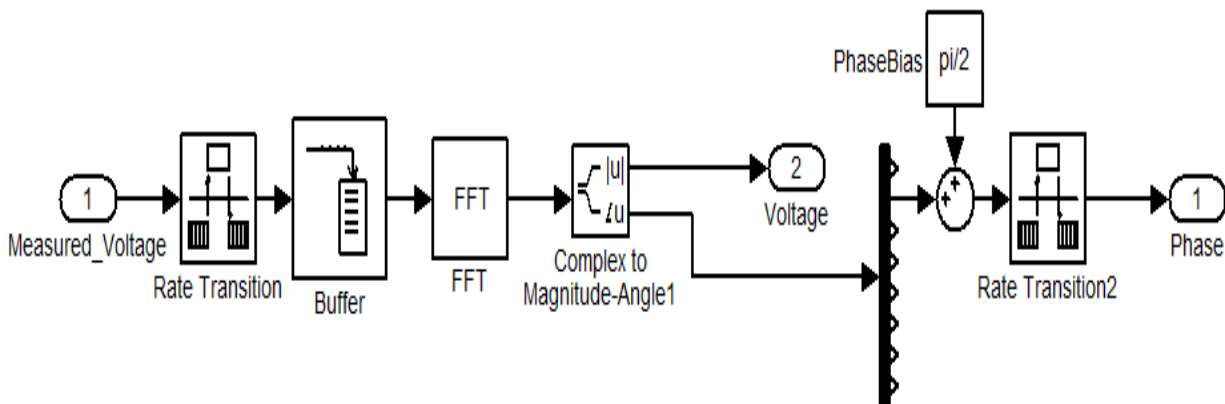 PhaseBias
pi/2
1
Measured_Voltage
Rate Transition
Buffer
FFT
FFT
|u|
∠u
Complex to
Magnitude-Angle1
2
Voltage
Rate Transition2
1
Phase